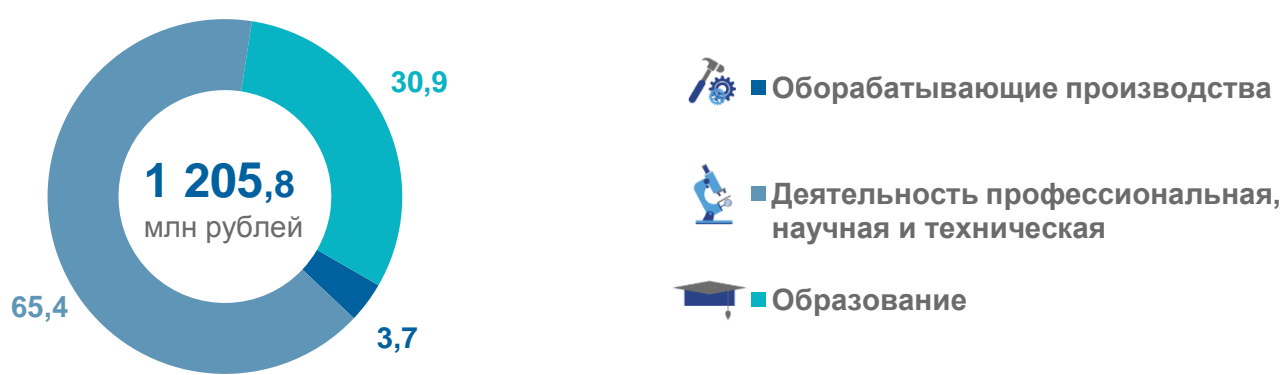 30,9
1 205,8
млн рублей
65,4
3,7
Оборабатывающие производства
Деятельность профессиональная,
научная и техническая
Образование